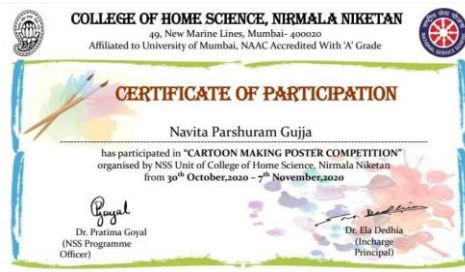 COLLEGE OF HOME SCIENCE, NIRMALA NIKETAN
49, New Marine Lines, Mumbai- 400020
Affiliated to University of Mumbai, NAAC Accredited With 'A' Grade
CERTIFICATE OF PARTICIPATION
Navita Parshuram Gujja
has participated in "CARTOON MAKING POSTER COMPETITION"
organised by NSS Unit of College of Home Science, Nirmala Niketan
from 30th October,2020 – 7th November,2020
Goyal
Dr. Pratima Goyal
(NSS Programme
Officer)
Dr. Ela Dedhia
(Incharge
Principal)